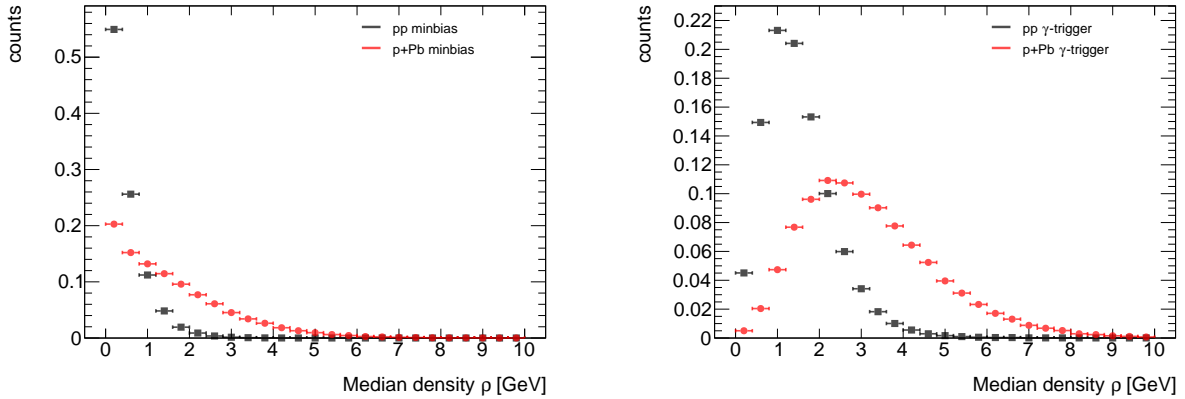 counts
0.5
0.4
0.3
0.2
0.1
0
pp minbias
p+Pb minbias
0 1 2 3 4 5 6 7 8 9 10
Median density ρ [GeV]
counts
0.22
0.2
0.18
0.16
0.14
0.12
0.1
0.08
0.06
0.04
0.02
0
pp γ-trigger
p+Pb γ-trigger
0 1 2 3 4 5 6 7 8 9 10
Median density ρ [GeV]